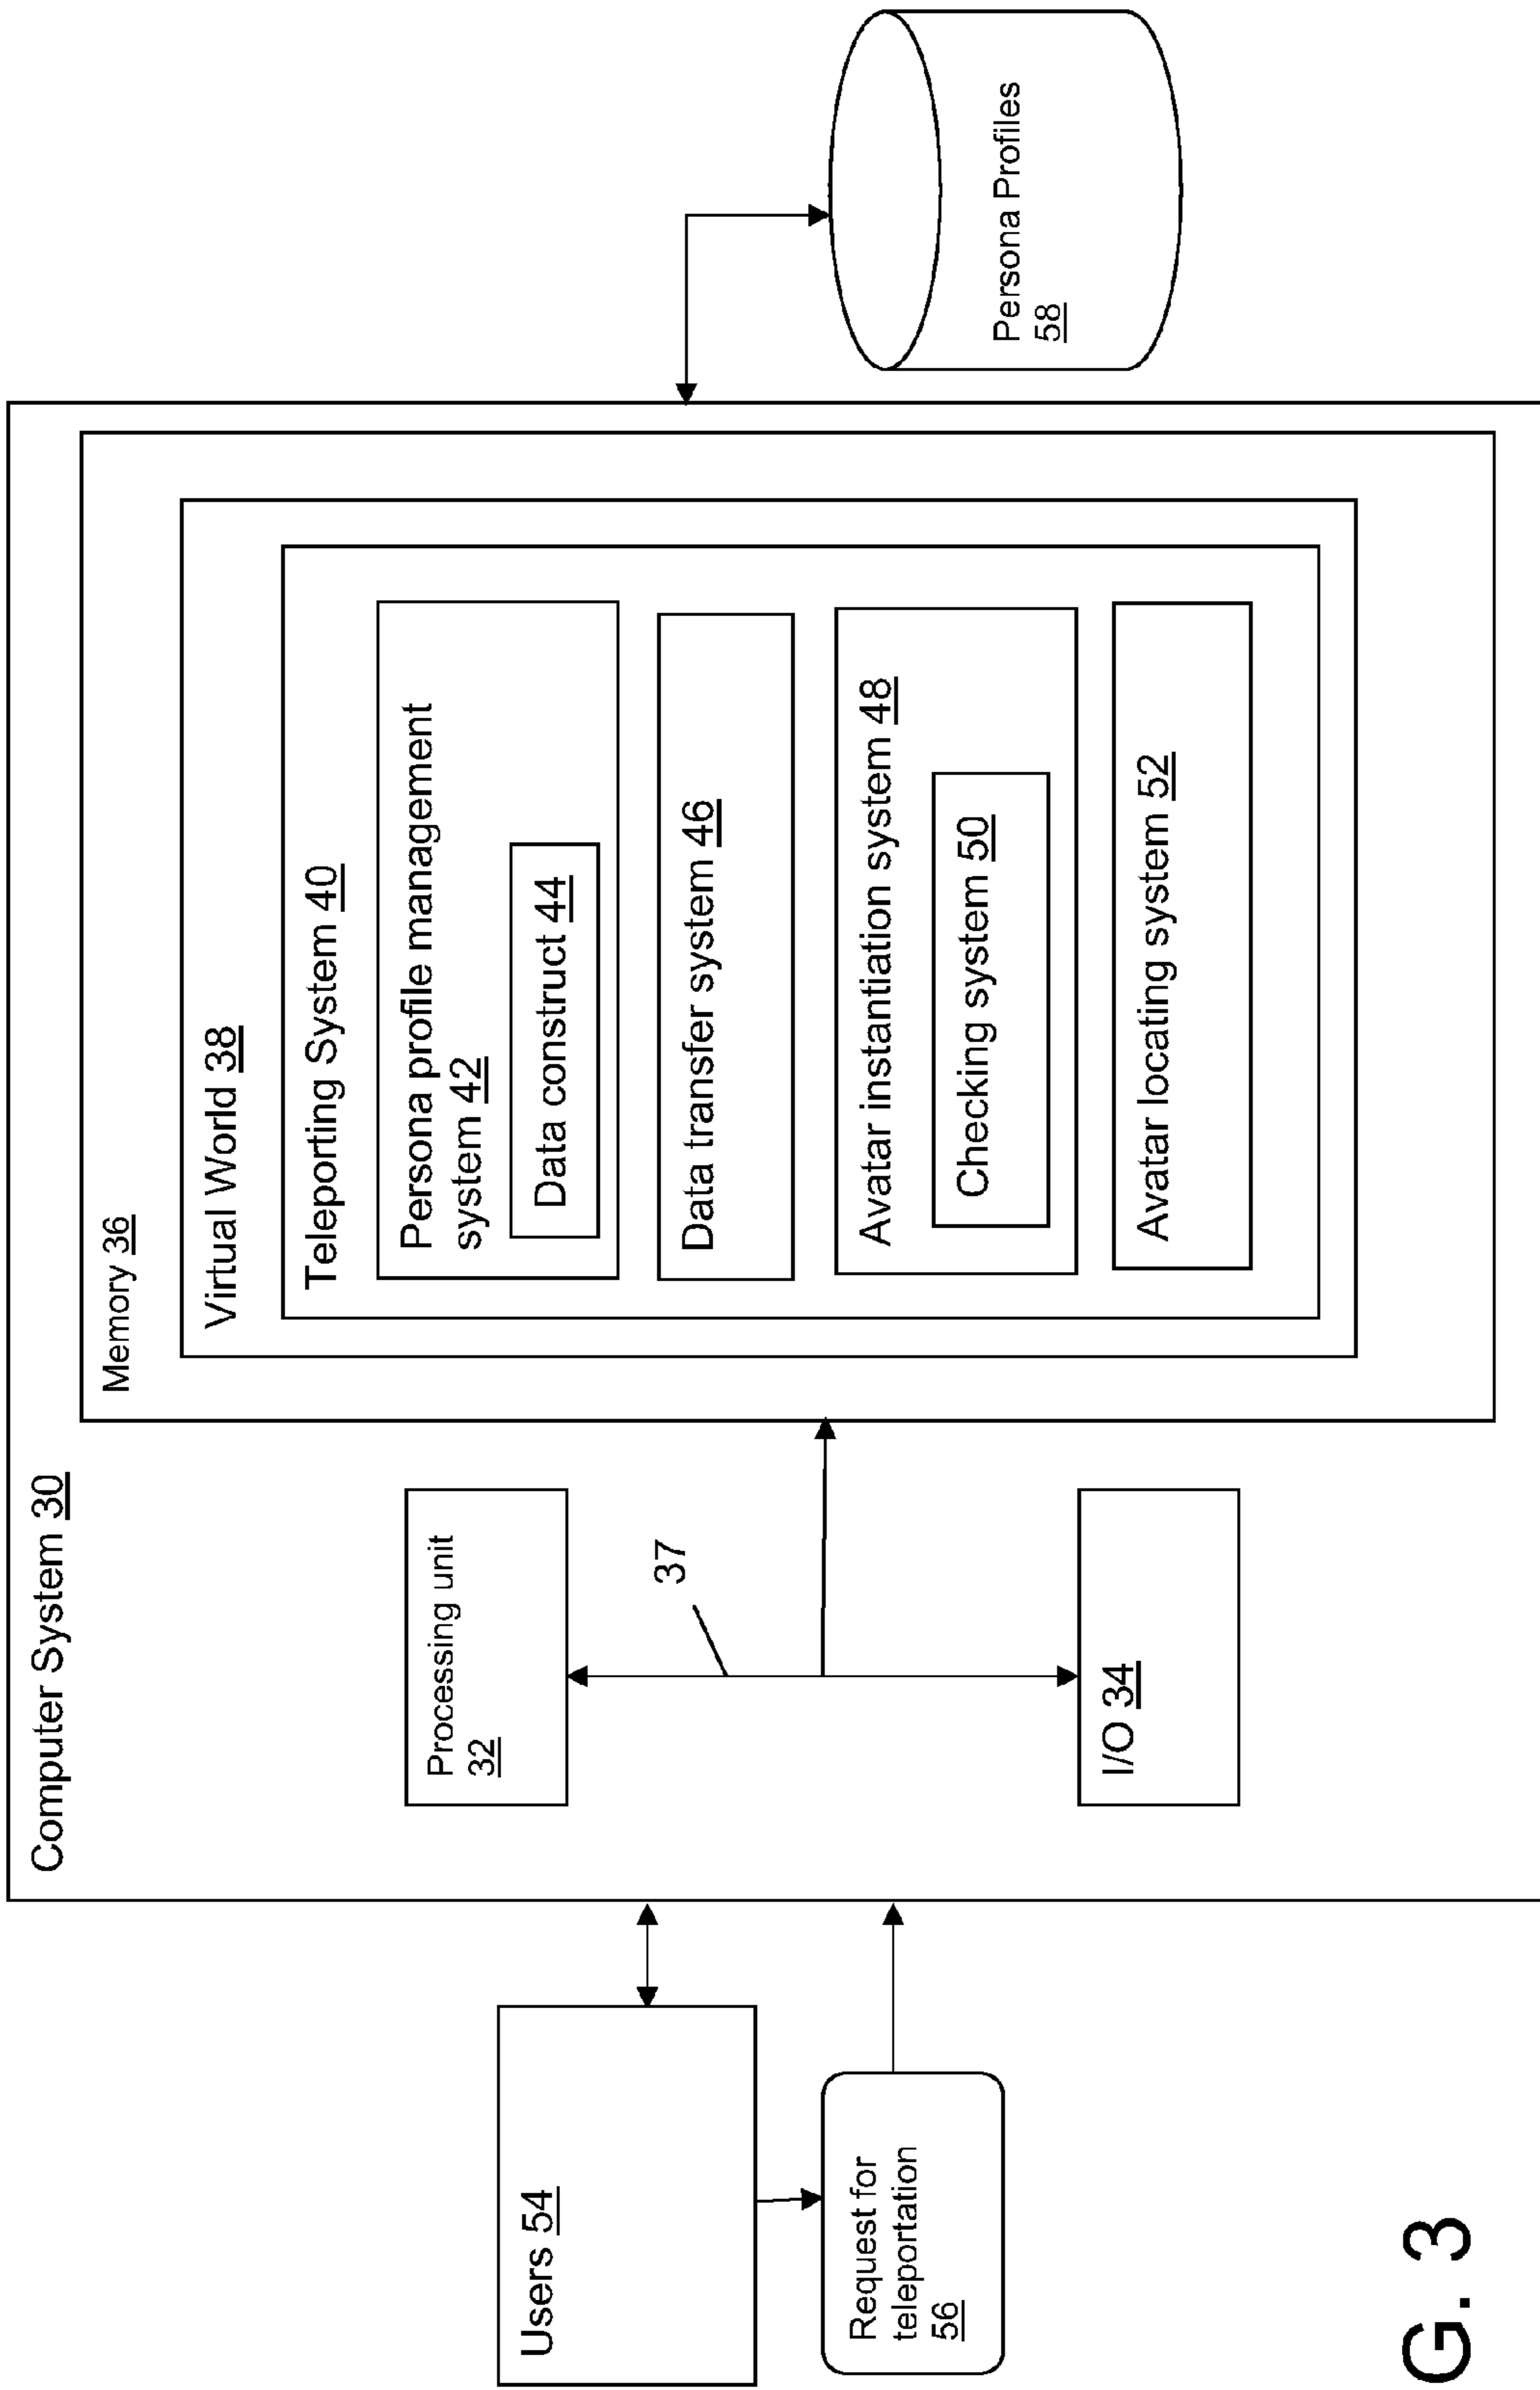 Computer System 30
Memory 36
Virtual World 38
Teleporting System 40
Persona profile management
system 42
Data construct 44
Data transfer system 46
Avatar instantiation system 48
Checking system 50
Avatar locating system 52
Processing unit
32
37
I/O 34
Users 54
Request for
teleportation
56
Persona Profiles
58
G. 3